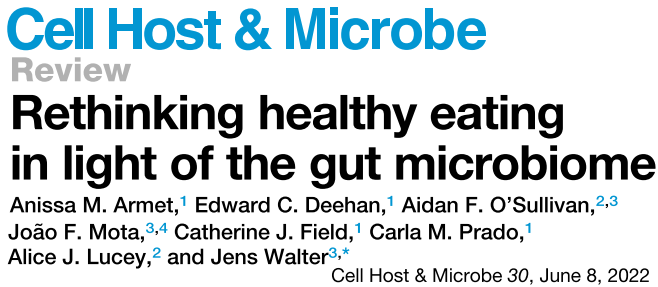 Cell Host & Microbe
Review
Rethinking healthy eating
in light of the gut microbiome
Anissa M. Armet,¹ Edward C. Deehan,¹ Aidan F. O’Sullivan,²,³
João F. Mota,³,⁴ Catherine J. Field,¹ Carla M. Prado,¹
Alice J. Lucey,² and Jens Walter³,*
Cell Host & Microbe 30, June 8, 2022